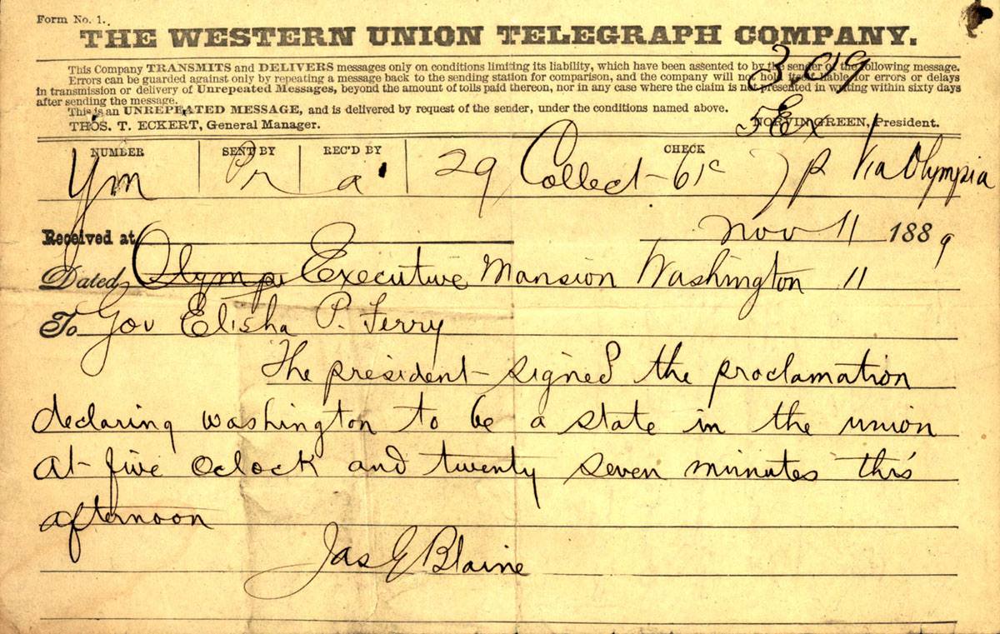 Form No. 1.
THE WESTERN UNION TELEGRAPH COMPANY.
This Company TRANSMITS and DELIVERS messages only on conditions limiting its liability, which have been assented to by the sender of the following message.
Errors can be guarded against only by repeating a message back to the sending station for comparison, and the company will not hold itself liable for errors or delays
in transmission or delivery of Unrepeated Messages, beyond the amount of tolls paid thereon, nor in any case where the claim is not presented in writing within sixty days
after sending the message.
This is an UNREPEATED MESSAGE, and is delivered by request of the sender, under the conditions named above.
THOS. T. ECKERT, General Manager. NORVIN GREEN, President.
309
NUMBER SENT BY REC'D BY CHECK
Ym Pr a 29 Collect 61c Via Olympia
Received at Nov 11 1889
Dated Olympi Executive Mansion Washington 11
To Gov Elisha P. Ferry
The president signed the proclamation
declaring washington to be a state in the union
at five oclock and twenty seven minutes this
afternoon
Jas G Blaine